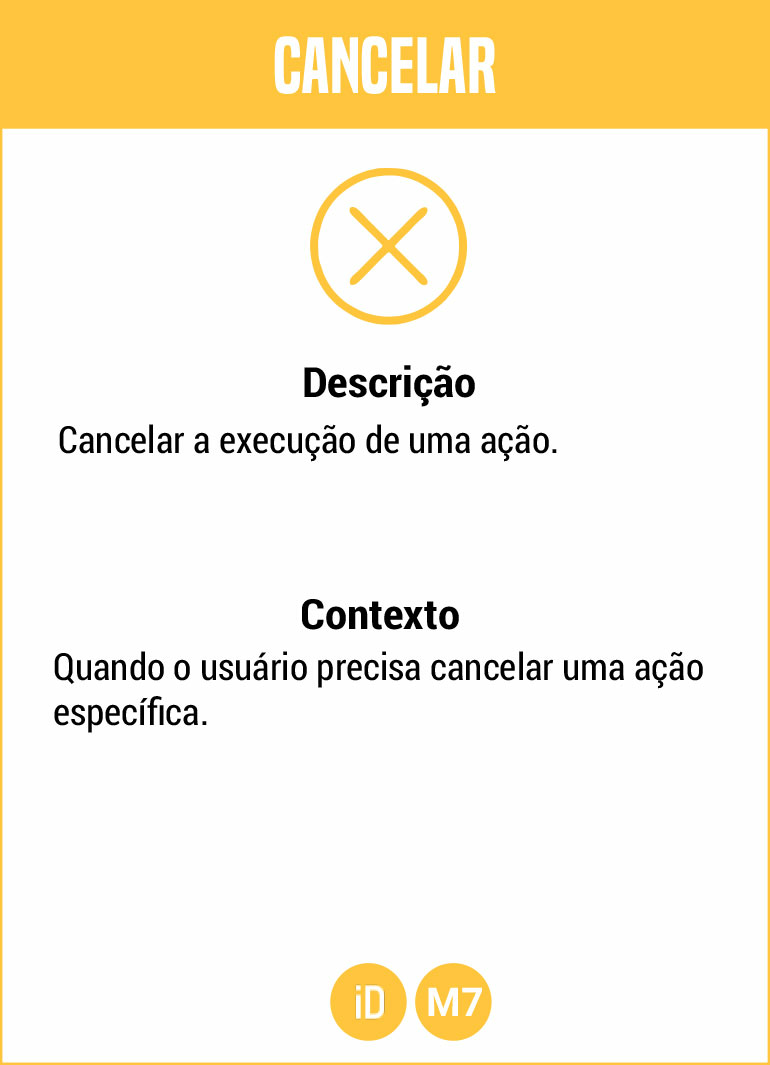 CANCELAR
Descrição
Cancelar a execução de uma ação.
Contexto
Quando o usuário precisa cancelar uma ação
específica.
iD M7